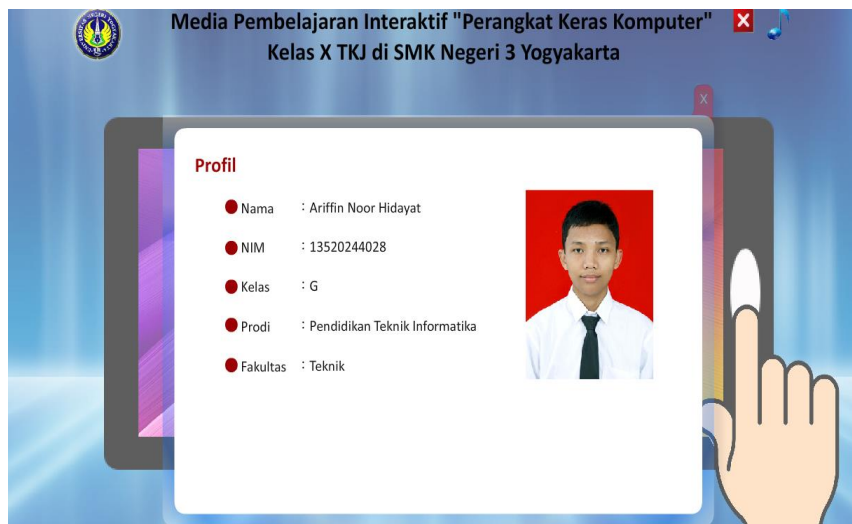 Media Pembelajaran Interaktif "Perangkat Keras Komputer"
Kelas X TKJ di SMK Negeri 3 Yogyakarta
X
Profil
Nama : Ariffin Noor Hidayat
NIM : 13520244028
Kelas : G
Prodi : Pendidikan Teknik Informatika
Fakultas : Teknik